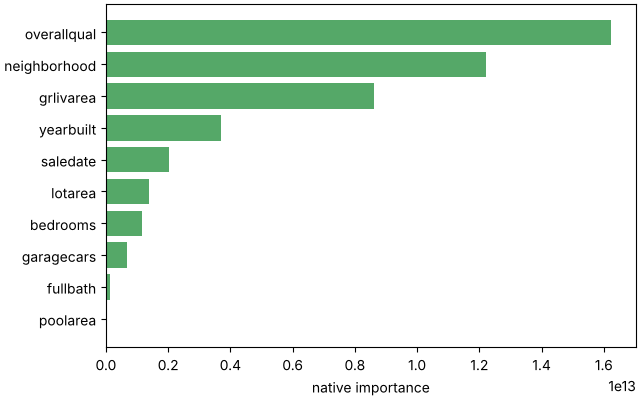 overallqual
neighborhood
grlivarea
yearbuilt
saledate
lotarea
bedrooms
garagecars
fullbath
poolarea
0.0 0.2 0.4 0.6 0.8 1.0 1.2 1.4 1.6
native importance
1e13